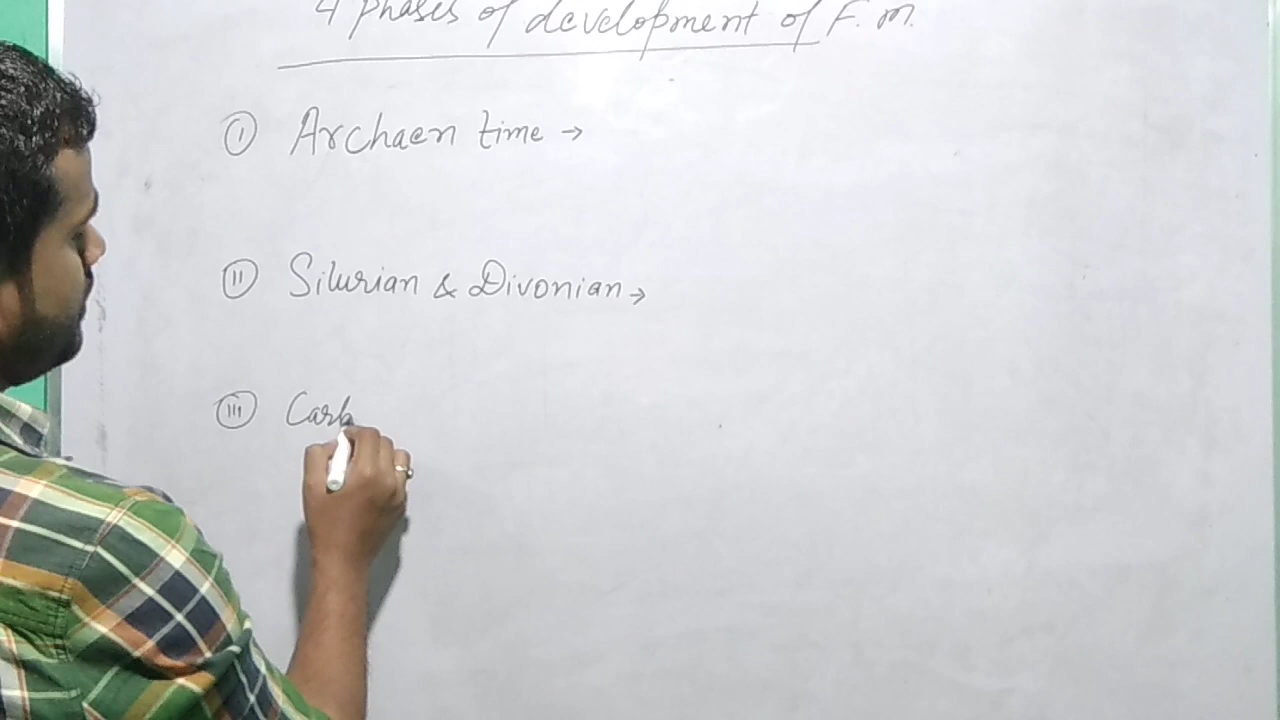 4 phases of development of F.M.
① Archaen time →
② Silurian & Divonian →
③ Carb